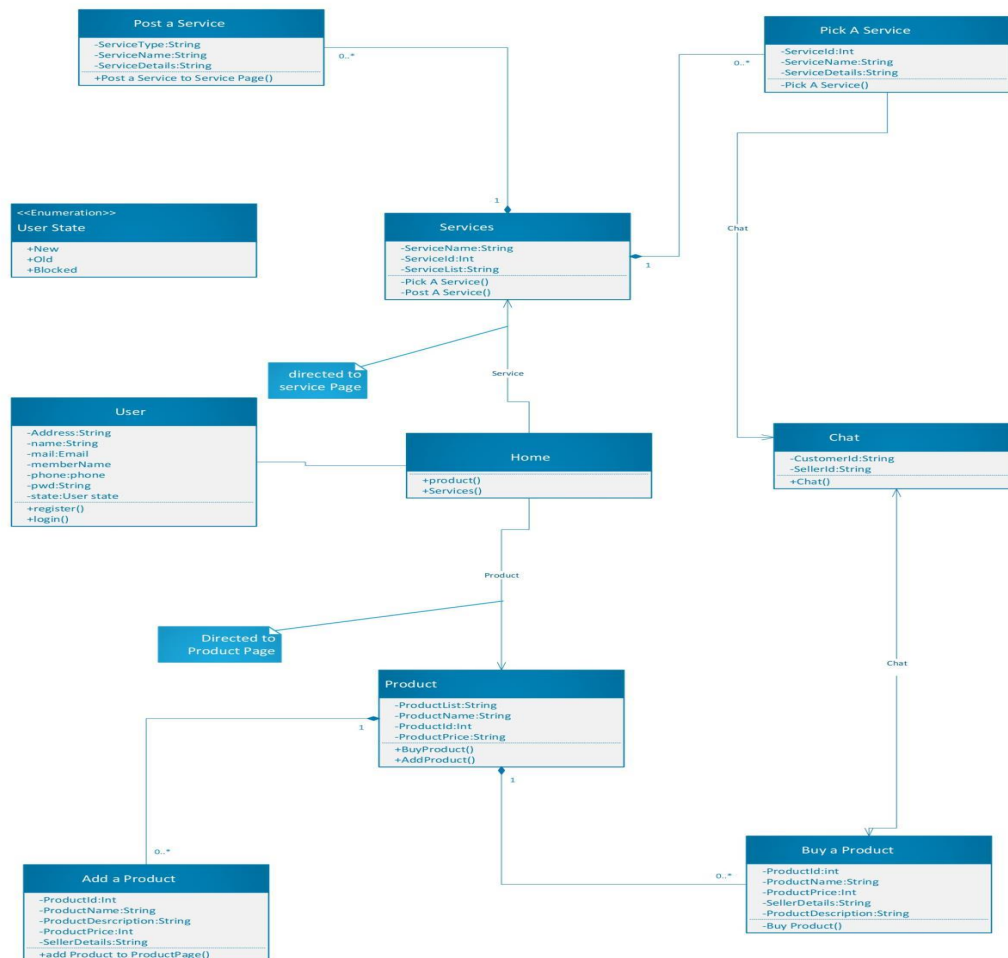 Post a Service
-ServiceType:String
-ServiceName:String
-ServiceDetails:String
+Post a Service to Service Page()
0..*
Pick A Service
-ServiceId:Int
-ServiceName:String
-ServiceDetails:String
-Pick A Service()
0..*
<<Enumeration>>
User State
+New
+Old
+Blocked
1
Services
-ServiceName:String
-ServiceId:Int
-ServiceList:String
-Pick A Service()
-Post A Service()
1
Chat
directed to
service Page
Service
User
-Address:String
-name:String
-mail:Email
-memberName
-phone:phone
-pwd:String
-state:User state
+register()
+login()
Home
+product()
+Services()
Chat
-CustomerId:String
-SellerId:String
+Chat()
Product
Directed to
Product Page
Chat
Product
-ProductList:String
-ProductName:String
-ProductId:Int
-ProductPrice:String
+BuyProduct()
+AddProduct()
1
1
0..*
Add a Product
-ProductId:Int
-ProductName:String
-ProductDesrcription:String
-ProductPrice:Int
-SellerDetails:String
+add Product to ProductPage()
0..*
Buy a Product
-ProductId:int
-ProductName:String
-ProductPrice:Int
-SellerDetails:String
-ProductDescription:String
-Buy Product()